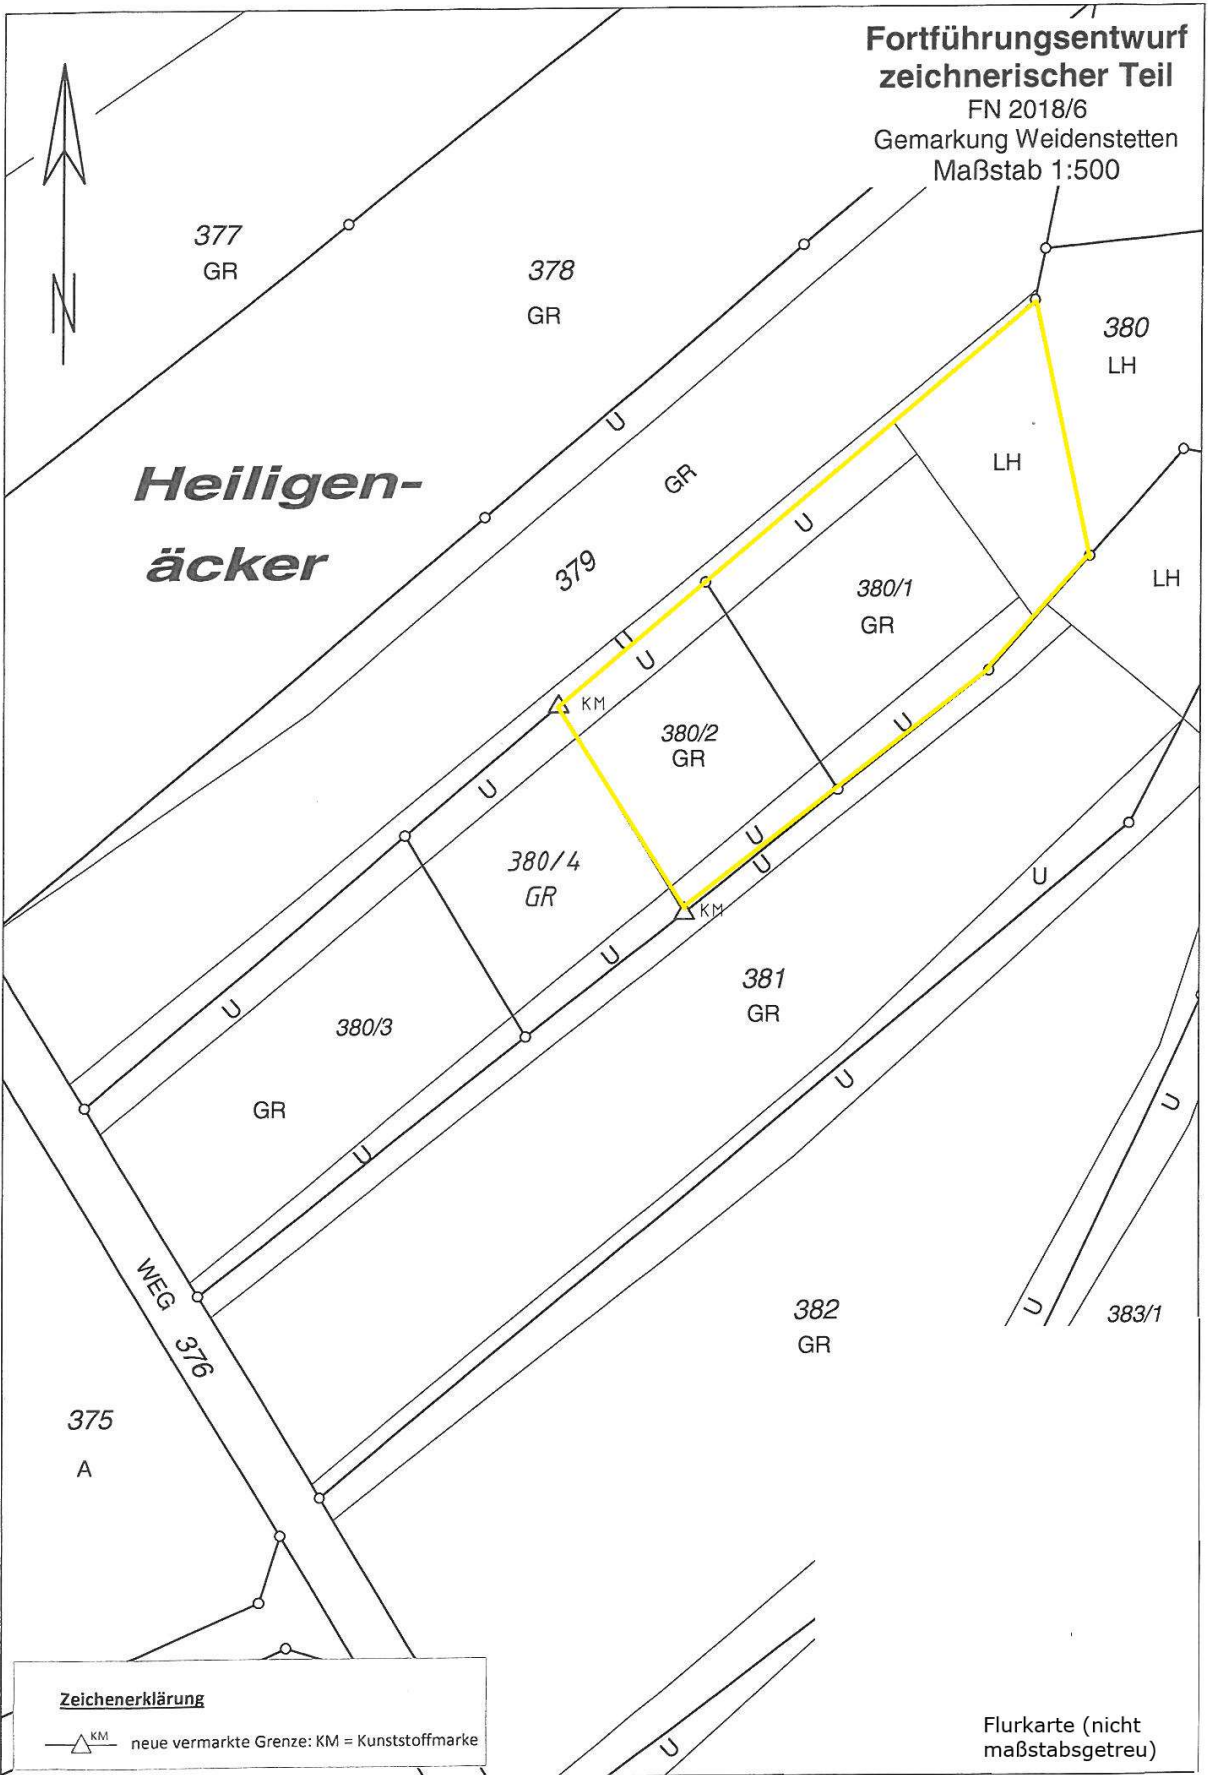 Fortführungsentwurf
zeichnerischer Teil
FN 2018/6
Gemarkung Weidenstetten
Maßstab 1:500
N
377
GR
378
GR
380
LH
U
Heiligen-
äcker
GR
LH
U
379
380/1
GR
LH
U
KM
380/2
GR
U
U
380/4
GR
U
U
U
KM
U
381
GR
U
380/3
U
GR
U
U
U
WEG 376
382
GR
U
383/1
375
A
Zeichenerklärung
KM
neue vermarkte Grenze: KM = Kunststoffmarke
U
Flurkarte (nicht
maßstabsgetreu)